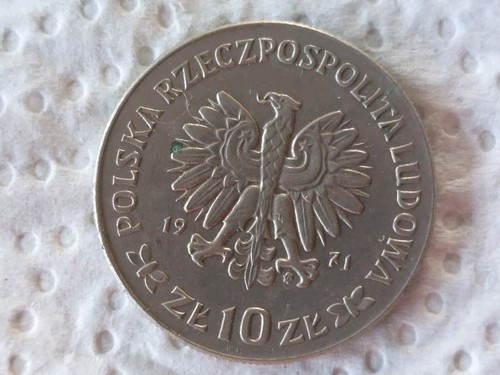 POLSKA RZECZPOSPOLITA LUDOWA
19 71
ZŁ 10 ZŁ